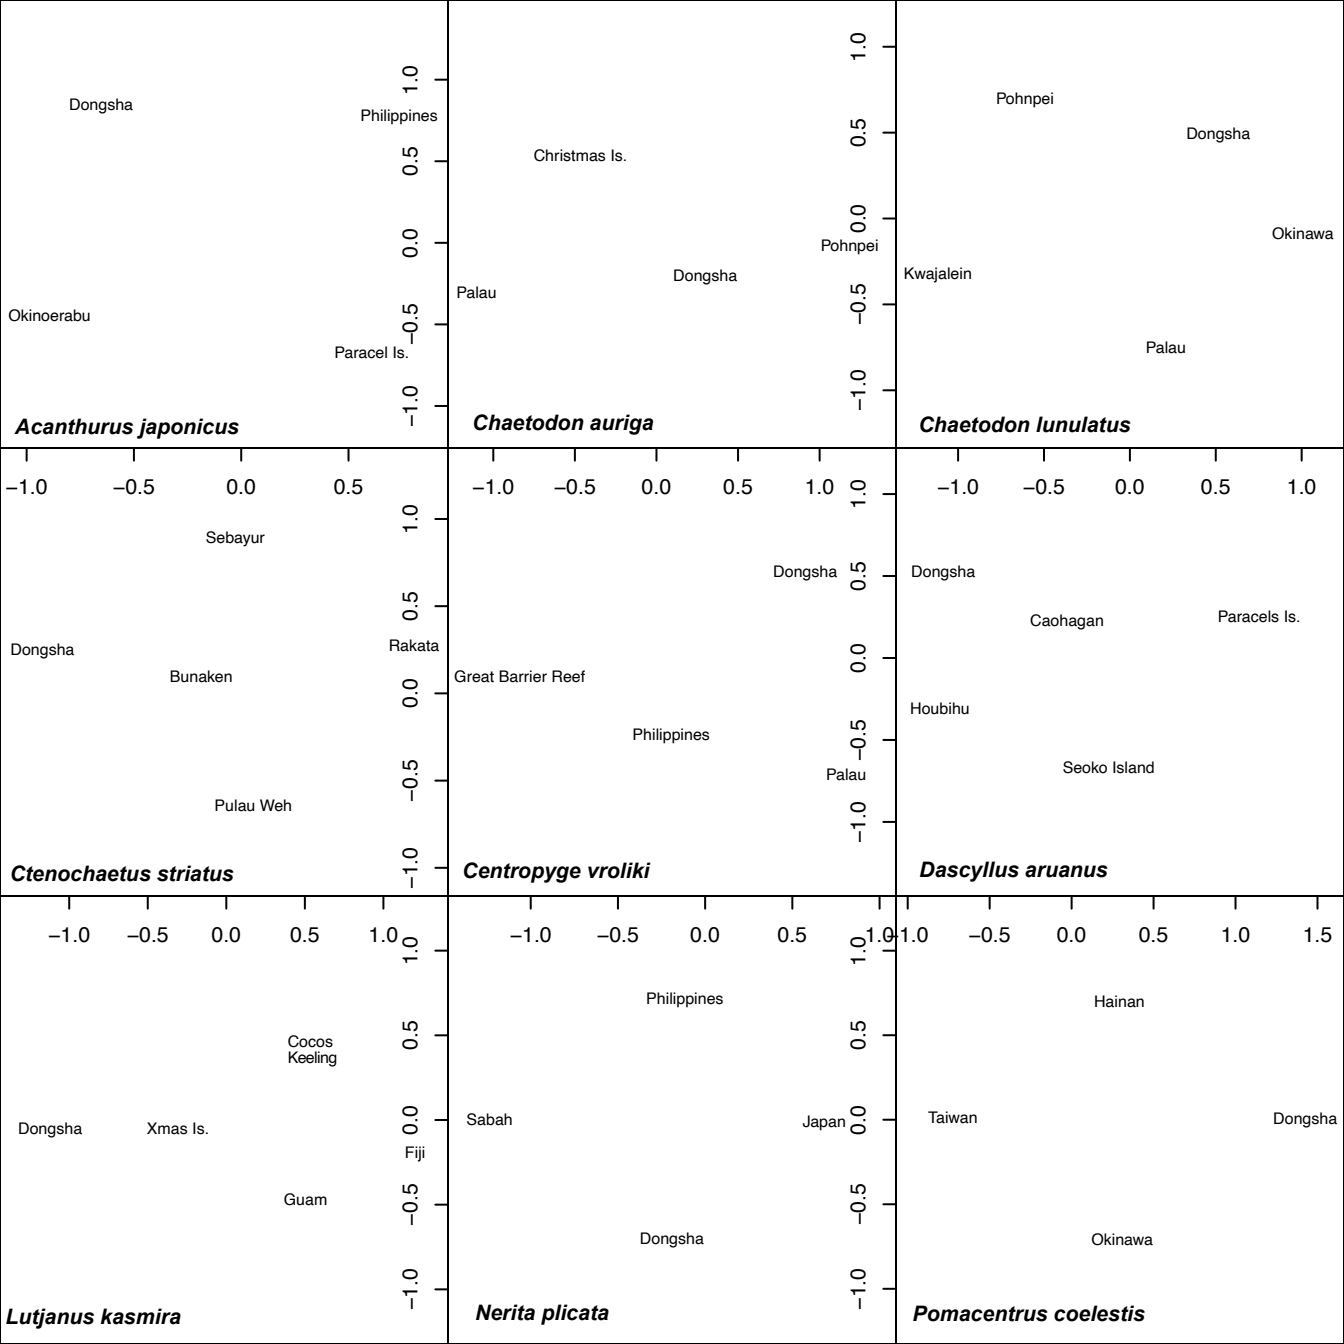 Dongsha
Philippines
Okinoerabu
Paracel Is.
Acanthurus japonicus
1.0
0.5
0.0
−0.5
−1.0
Christmas Is.
Pohnpei
Dongsha
Palau
Chaetodon auriga
1.0
0.5
0.0
−0.5
−1.0
Pohnpei
Dongsha
Okinawa
Kwajalein
Palau
Chaetodon lunulatus
−1.0 −0.5 0.0 0.5
Sebayur
Dongsha
Rakata
Bunaken
Pulau Weh
Ctenochaetus striatus
1.0
0.5
0.0
−0.5
−1.0
−1.0 −0.5 0.0 0.5 1.0
Dongsha
Great Barrier Reef
Philippines
Palau
Centropyge vroliki
1.0
0.5
0.0
−0.5
−1.0
−1.0 −0.5 0.0 0.5 1.0
Dongsha
Caohagan
Paracels Is.
Houbihu
Seoko Island
Dascyllus aruanus
−1.0 −0.5 0.0 0.5 1.0
Cocos
Keeling
Dongsha
Xmas Is.
Fiji
Guam
Lutjanus kasmira
1.0
0.5
0.0
−0.5
−1.0
−1.0 −0.5 0.0 0.5 1.0
Philippines
Sabah
Japan
Dongsha
Nerita plicata
1.0
0.5
0.0
−0.5
−1.0
−1.0 −0.5 0.0 0.5 1.0 1.5
Hainan
Taiwan
Dongsha
Okinawa
Pomacentrus coelestis